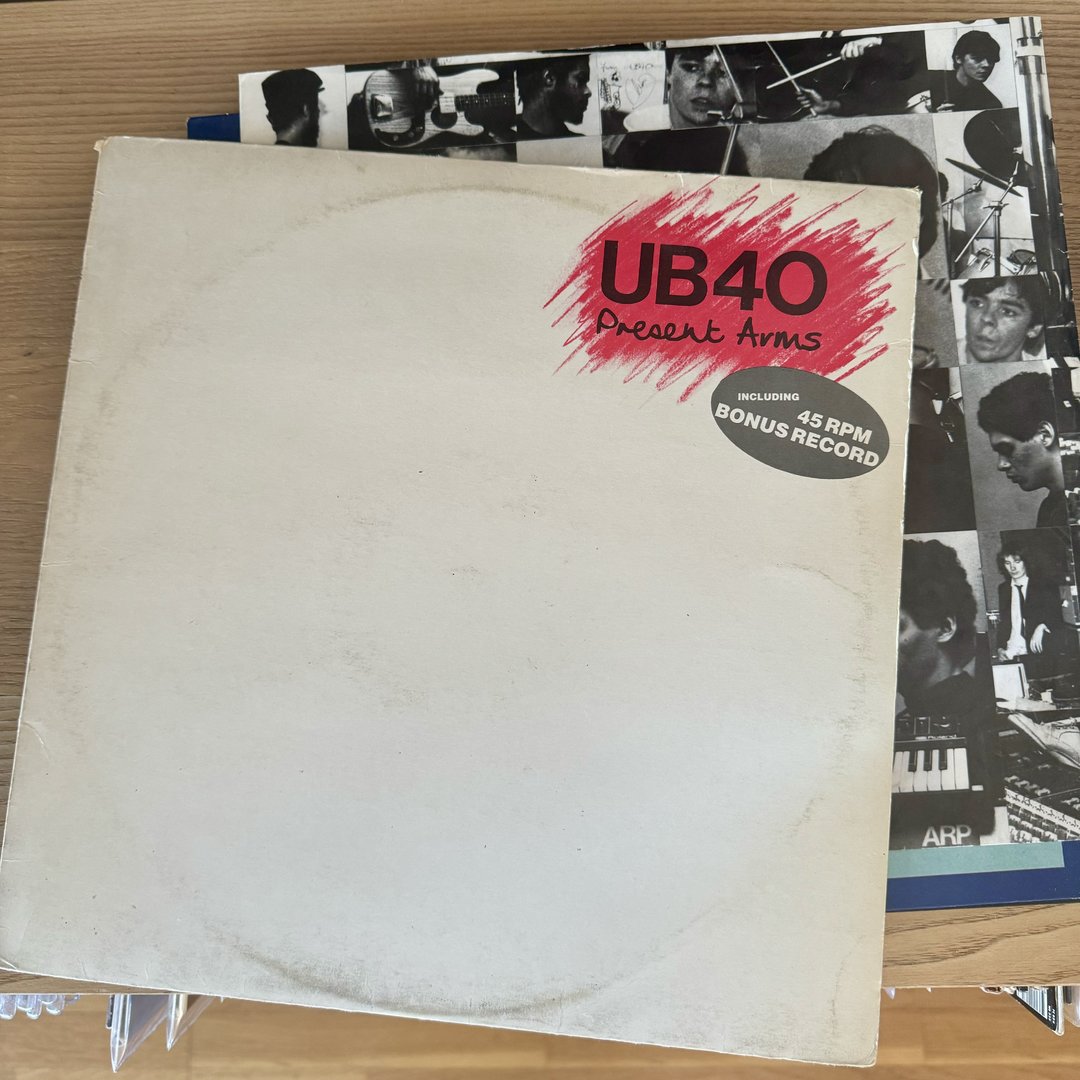 UB40
Present Arms
INCLUDING
45 RPM
BONUS RECORD
ARP